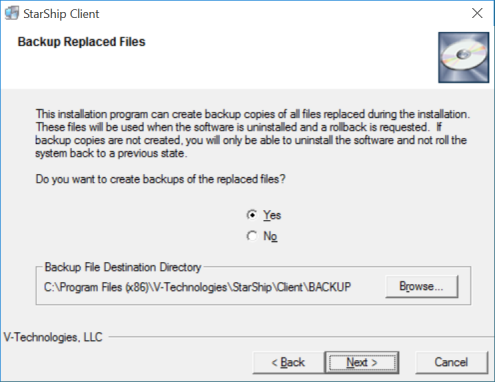 StarShip Client
Backup Replaced Files
This installation program can create backup copies of all files replaced during the installation.
These files will be used when the software is uninstalled and a rollback is requested.  If
backup copies are not created, you will only be able to uninstall the software and not roll the
system back to a previous state.
Do you want to create backups of the replaced files?
Yes
No
Backup File Destination Directory
C:\Program Files (x86)\V-Technologies\StarShip\Client\BACKUP
Browse...
V-Technologies, LLC
< Back
Next >
Cancel